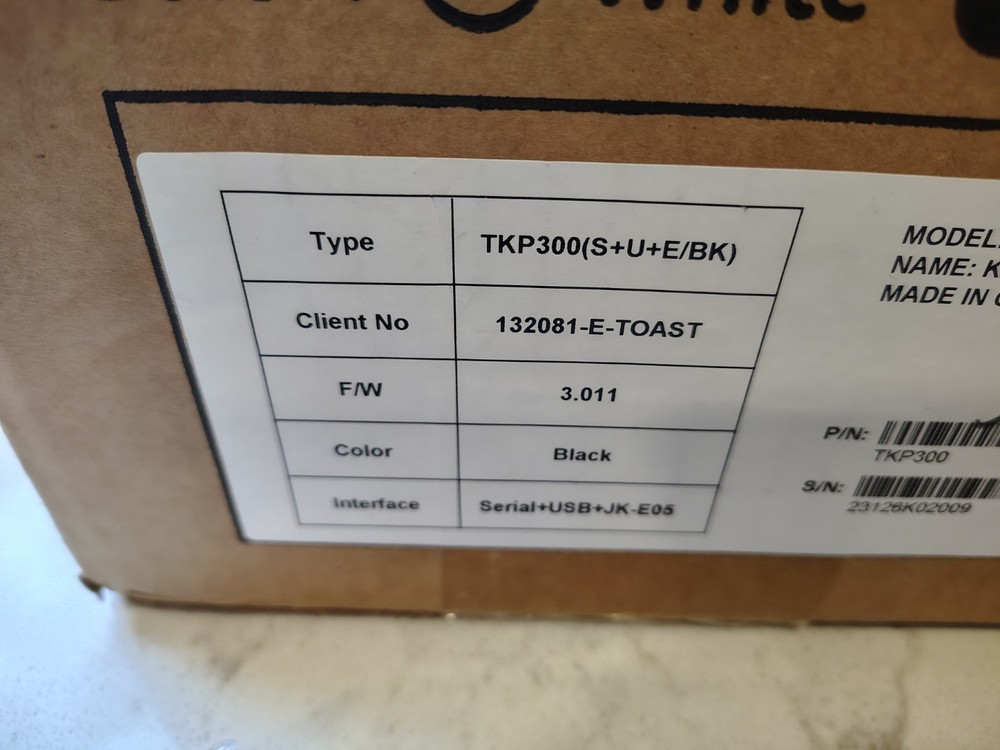 White
Type TKP300(S+U+E/BK)
Client No 132081-E-TOAST
F/W 3.011
Color Black
Interface Serial+USB+JK-E05
MODEL
NAME: K
MADE IN
P/N:
TKP300
S/N:
23126K02009